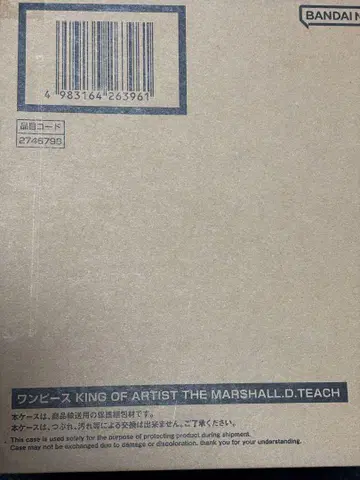 BANDAI N
4 983164 263961
品目コード
2746795
ワンピース KING OF ARTIST THE MARSHALL.D.TEACH
本ケースは、商品輸送用の保護梱包材です。
本ケースは、つぶれ、汚れ等による交換は出来ません。ご了承ください。
This case is used solely for the purpose of protecting product during shipment.
Case may not be exchanged due to damage or discoloration, thank you for your understanding.